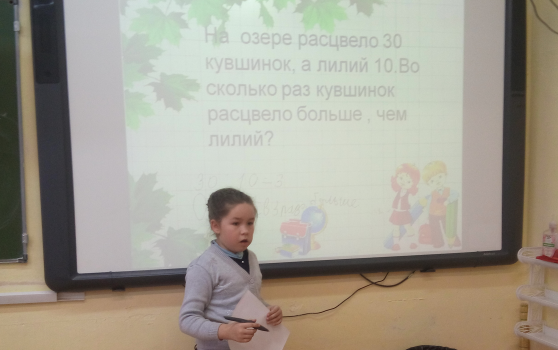 На озере расцвело 30
кувшинок, а лилий 10.Во
сколько раз кувшинок
расцвело больше , чем
лилий?